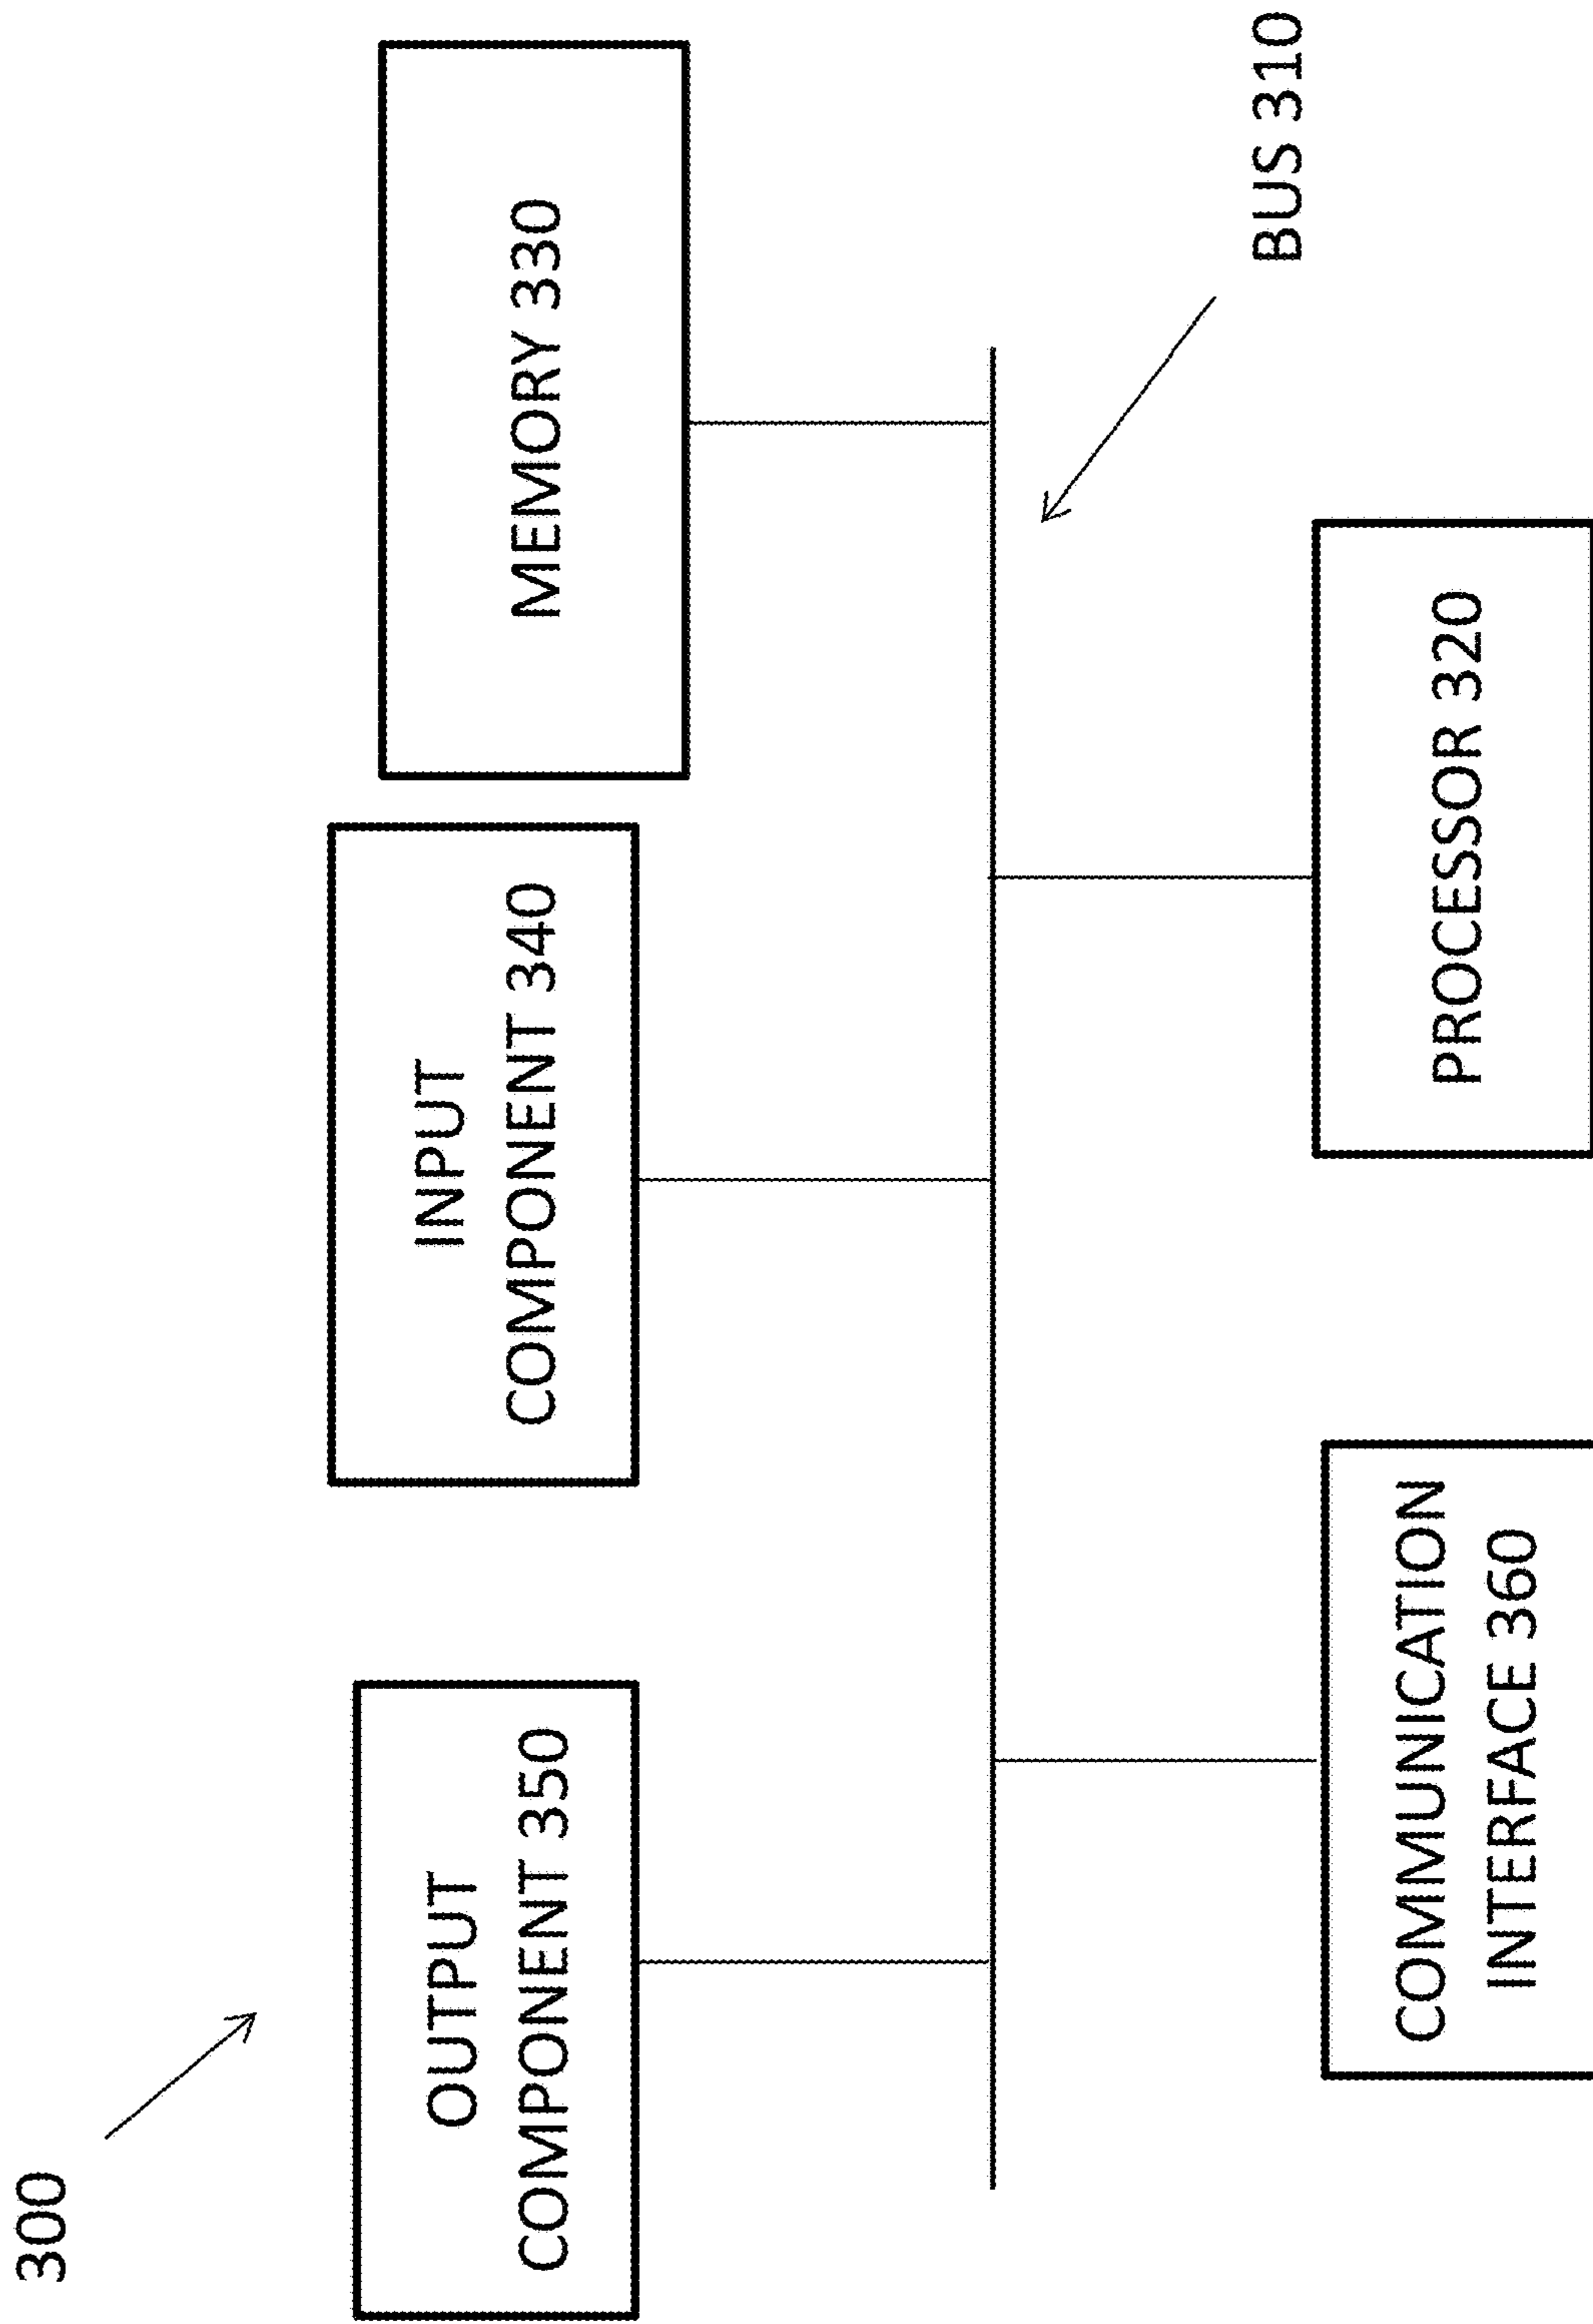 300
OUTPUT
COMPONENT 350
INPUT
COMPONENT 340
MEMORY 330
BUS 310
COMMUNICATION
INTERFACE 360
PROCESSOR 320